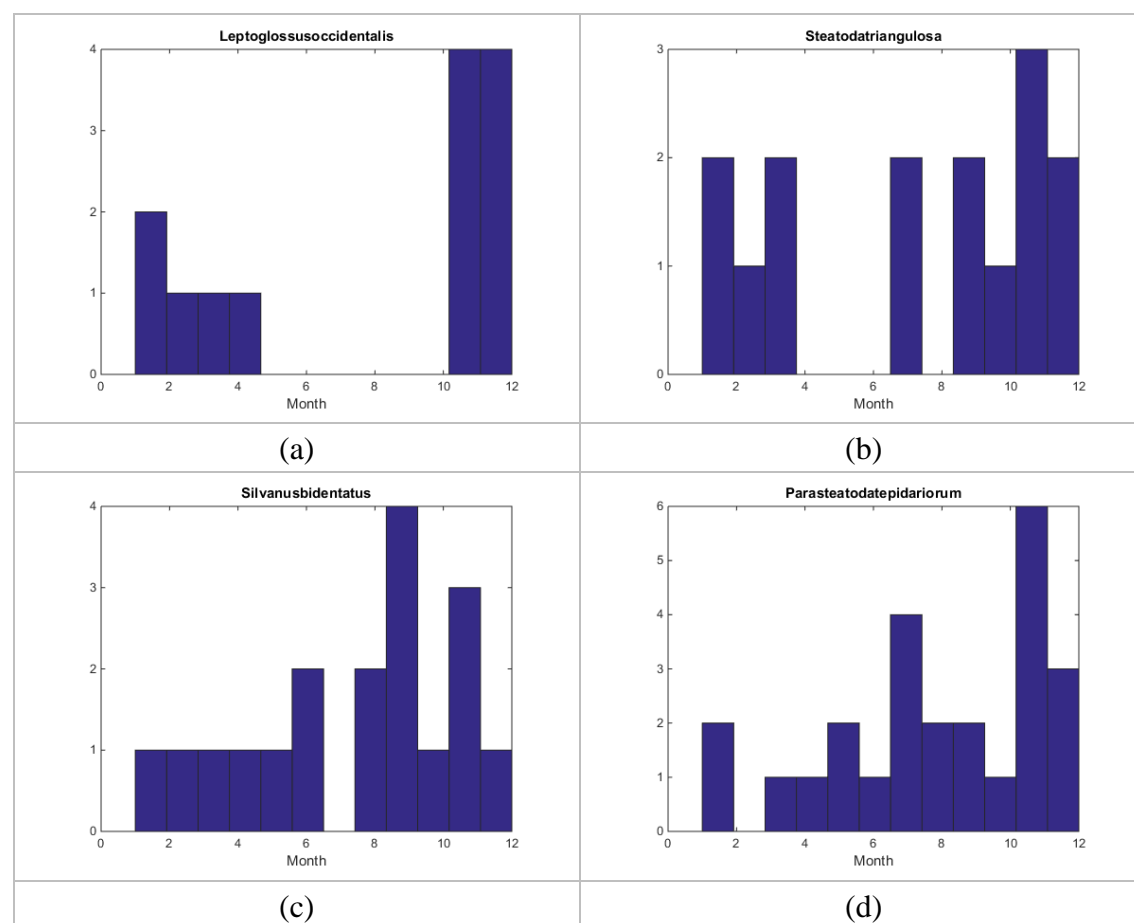 Leptoglossusoccidentalis
4
3
2
1
0
0 2 4 6 8 10 12
Month
(a)
Steatodatriangulosa
3
2
1
0
0 2 4 6 8 10 12
Month
(b)
Silvanusbidentatus
4
3
2
1
0
0 2 4 6 8 10 12
Month
(c)
Parasteatodatepidariorum
6
5
4
3
2
1
0
0 2 4 6 8 10 12
Month
(d)